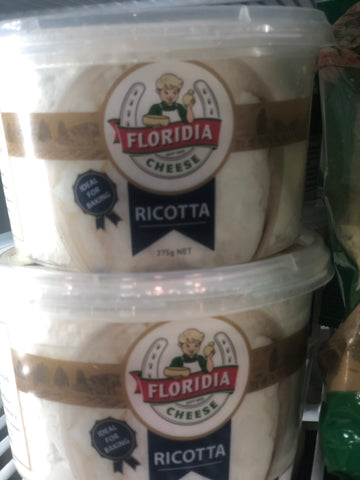 FLORIDIA
CHEESE
IDEAL
FOR
BAKING
RICOTTA
375g NET
FLORIDIA
CHEESE
IDEAL
FOR
BAKING
RICOTTA